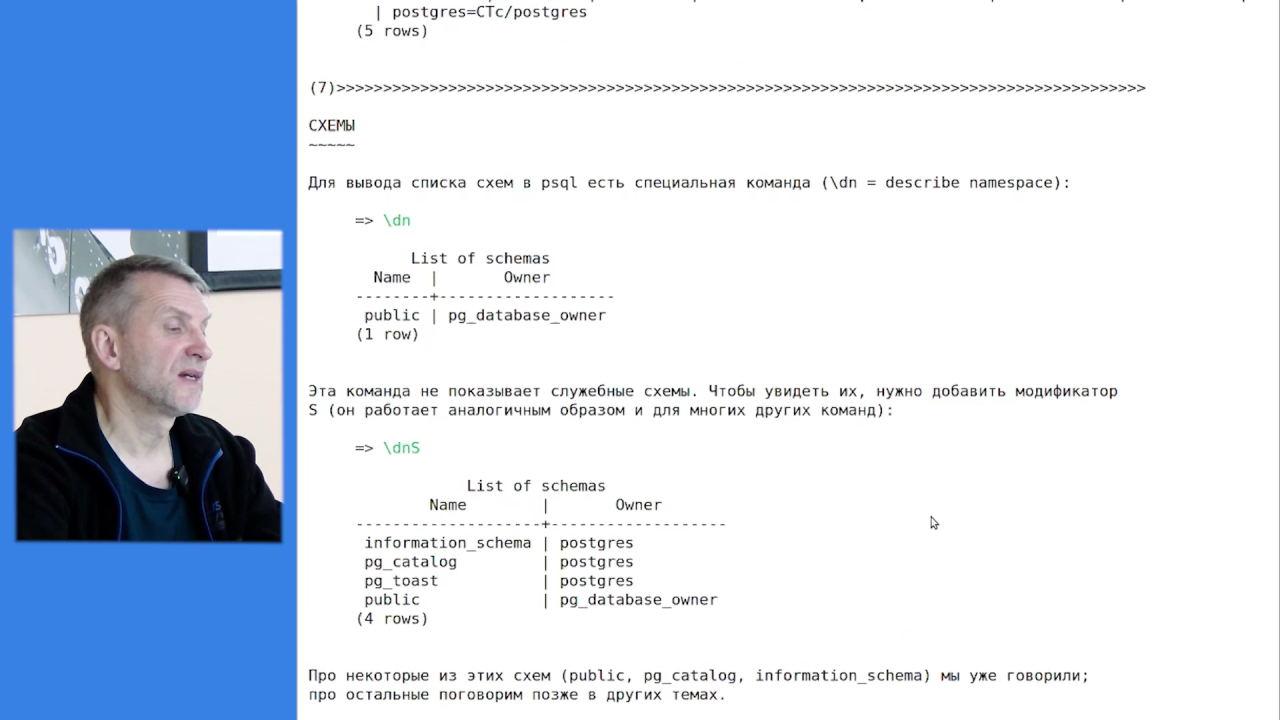 | postgres=CTc/postgres
(5 rows)
(7)>>>>>>>>>>>>>>>>>>>>>>>>>>>>>>>>>>>>>>>>>>>>>>>>>>>>>>>>>>>>>>>>>>>>>>>>>>>>>>>>>>>>>>>
СХЕМЫ
~~~~~
Для вывода списка схем в psql есть специальная команда (\dn = describe namespace):
=> \dn
List of schemas
Name | Owner
--------+-------------------
public | pg_database_owner
(1 row)
Эта команда не показывает служебные схемы. Чтобы увидеть их, нужно добавить модификатор
S (он работает аналогичным образом и для многих других команд):
=> \dnS
List of schemas
Name | Owner
--------------------+-------------------
information_schema | postgres
pg_catalog | postgres
pg_toast | postgres
public | pg_database_owner
(4 rows)
Про некоторые из этих схем (public, pg_catalog, information_schema) мы уже говорили;
про остальные поговорим позже в других темах.